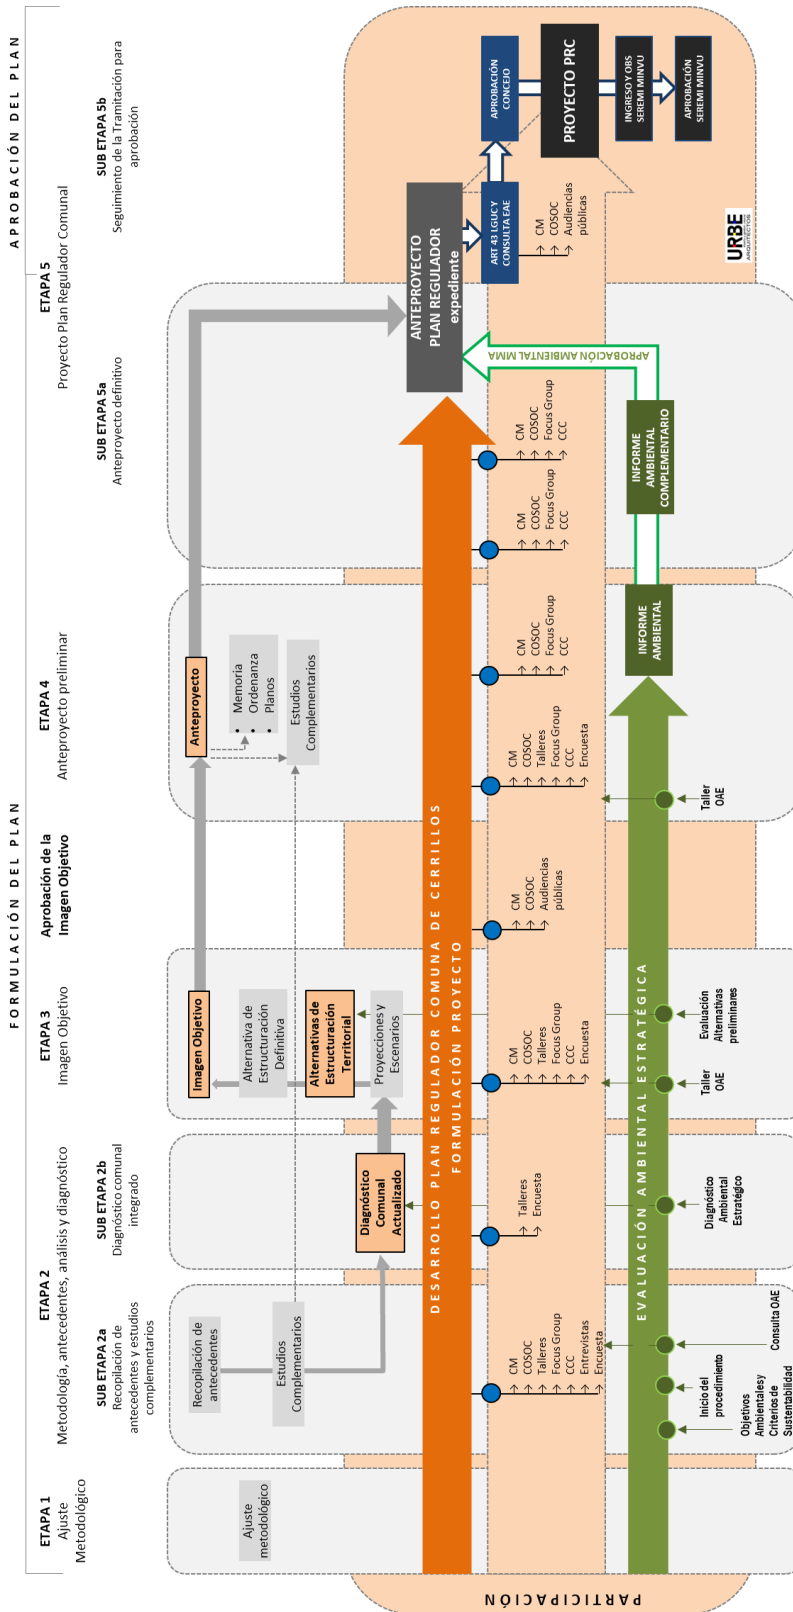 FORMULACIÓN DEL PLAN
APROBACIÓN DEL PLAN
ETAPA 1
Ajuste
Metodológico
ETAPA 2
Metodología, antecedentes, análisis y diagnóstico
SUB ETAPA 2a
Recopilación de
antecedentes y estudios
complementarios
SUB ETAPA 2b
Diagnóstico comunal
integrado
ETAPA 3
Imagen Objetivo
Aprobación de la
Imagen Objetivo
ETAPA 4
Anteproyecto preliminar
ETAPA 5
Proyecto Plan Regulador Comunal
SUB ETAPA 5a
Anteproyecto definitivo
SUB ETAPA 5b
Seguimiento de la Tramitación para
aprobación
Ajuste
metodológico
Recopilación de
antecedentes
Estudios
Complementarios
Diagnóstico
Comunal
Actualizado
Imagen Objetivo
Alternativa de
Estructuración
Definitiva
Alternativas de
Estructuración
Territorial
Proyecciones y
Escenarios
Anteproyecto
• Memoria
• Ordenanza
• Planos
Estudios
Complementarios
ANTEPROYECTO
PLAN REGULADOR
expediente
ART 43 LGUC Y
CONSULTA EAE
APROBACIÓN
CONCEJO
PROYECTO PRC
INGRESO Y OBS
SEREMI MINVU
APROBACIÓN
SEREMI MINVU
CM
COSOC
Audiencias
públicas
DESARROLLO PLAN REGULADOR COMUNA DE CERRILLOS
FORMULACIÓN PROYECTO
CM
COSOC
Talleres
Focus Group
CCC
Entrevistas
Encuesta
Talleres
Encuesta
CM
COSOC
Talleres
Focus Group
CCC
Encuesta
CM
COSOC
Audiencias
públicas
CM
COSOC
Talleres
Focus Group
CCC
Encuesta
CM
COSOC
Focus Group
CCC
CM
COSOC
Focus Group
CCC
CM
COSOC
Focus Group
CCC
PARTICIPACIÓN
EVALUACIÓN AMBIENTAL ESTRATÉGICA
INFORME
AMBIENTAL
INFORME
AMBIENTAL
COMPLEMENTARIO
APROBACIÓN AMBIENTAL MMA
Objetivos
Ambientales y
Criterios de
Sustentabilidad
Inicio del
procedimiento
Consulta OAE
Diagnóstico
Ambiental
Estratégico
Taller
OAE
Evaluación
Alternativas
preliminares
Taller
OAE
URBE
ARQUITECTOS